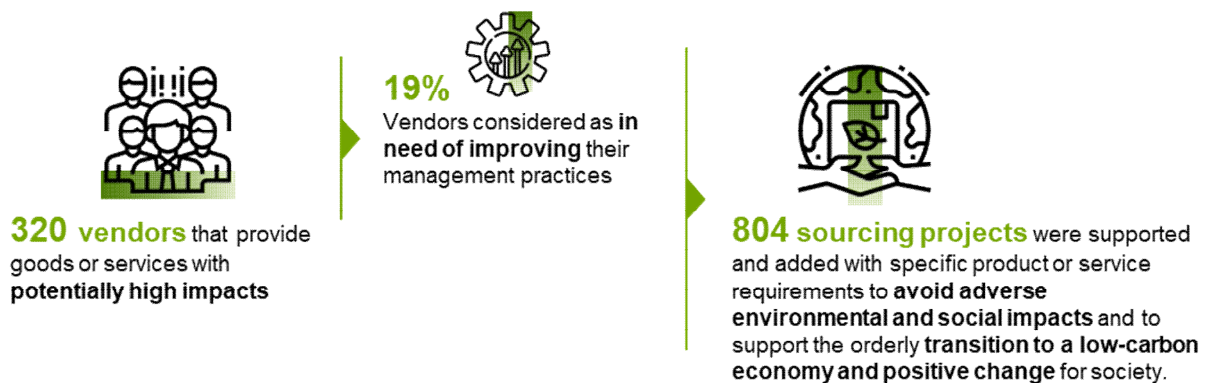 320 vendors that provide
goods or services with
potentially high impacts
19%
Vendors considered as in
need of improving their
management practices
804 sourcing projects were supported
and added with specific product or service
requirements to avoid adverse
environmental and social impacts and to
support the orderly transition to a low-carbon
economy and positive change for society.